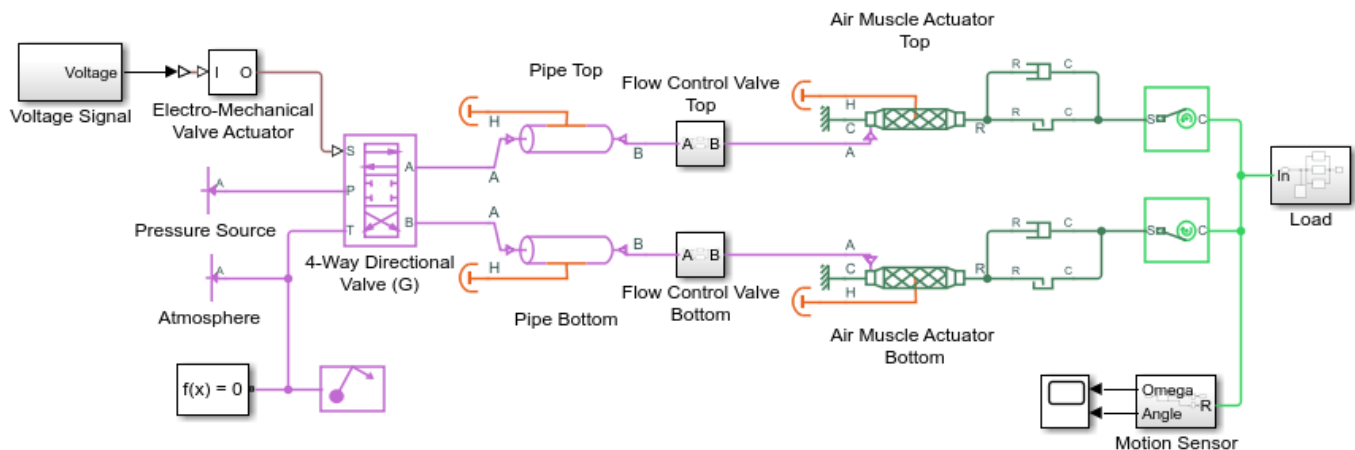 Air Muscle Actuator
Top
Voltage
I O
Pipe Top
Flow Control Valve
Top
Voltage Signal
Electro-Mechanical
Valve Actuator
H
H
C
R
A
R C
R C
S C
S
A
P
B
T
A
A
B
A B
In
Load
Pressure Source
A
A
Atmosphere
4-Way Directional
Valve (G)
A
B
A B
H
Pipe Bottom
Flow Control Valve
Bottom
A
C
R
H
R C
R C
S C
Air Muscle Actuator
Bottom
f(x) = 0
Omega
Angle
R
Motion Sensor